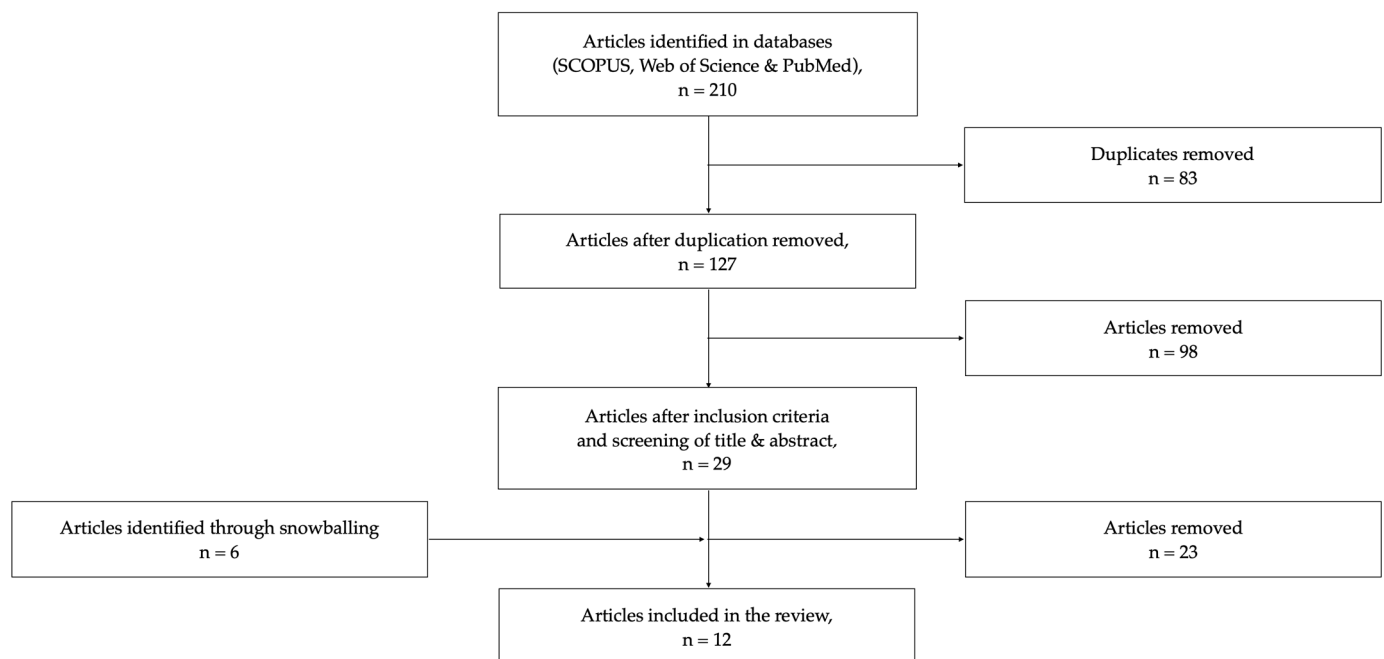 Articles identified in databases
(SCOPUS, Web of Science & PubMed),
n = 210
Duplicates removed
n = 83
Articles after duplication removed,
n = 127
Articles removed
n = 98
Articles after inclusion criteria
and screening of title & abstract,
n = 29
Articles identified through snowballing
n = 6
Articles removed
n = 23
Articles included in the review,
n = 12